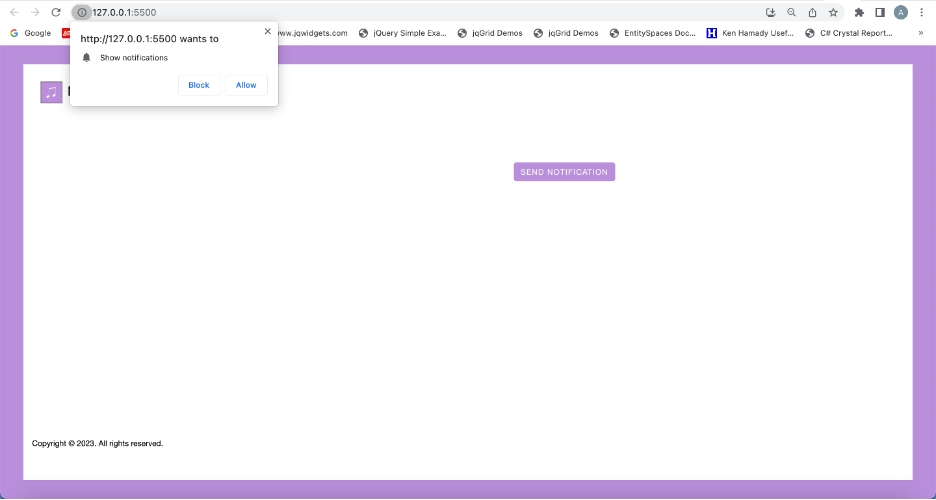 127.0.0.1:5500
Google
www.jqwidgets.com
jQuery Simple Exa...
jqGrid Demos
jqGrid Demos
EntitySpaces Doc...
H Ken Hamady Usef...
C# Crystal Report...
»
http://127.0.0.1:5500 wants to
Show notifications
Block
Allow
SEND NOTIFICATION
Copyright © 2023. All rights reserved.
A